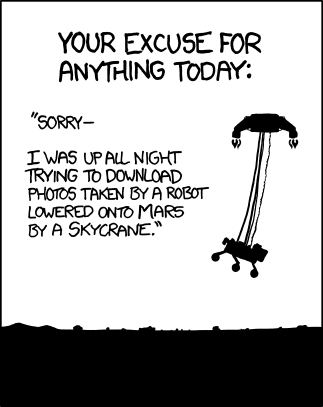 YOUR EXCUSE FOR
ANYTHING TODAY:
"SORRY—
I WAS UP ALL NIGHT
TRYING TO DOWNLOAD
PHOTOS TAKEN BY A ROBOT
LOWERED ONTO MARS
BY A SKYCRANE."